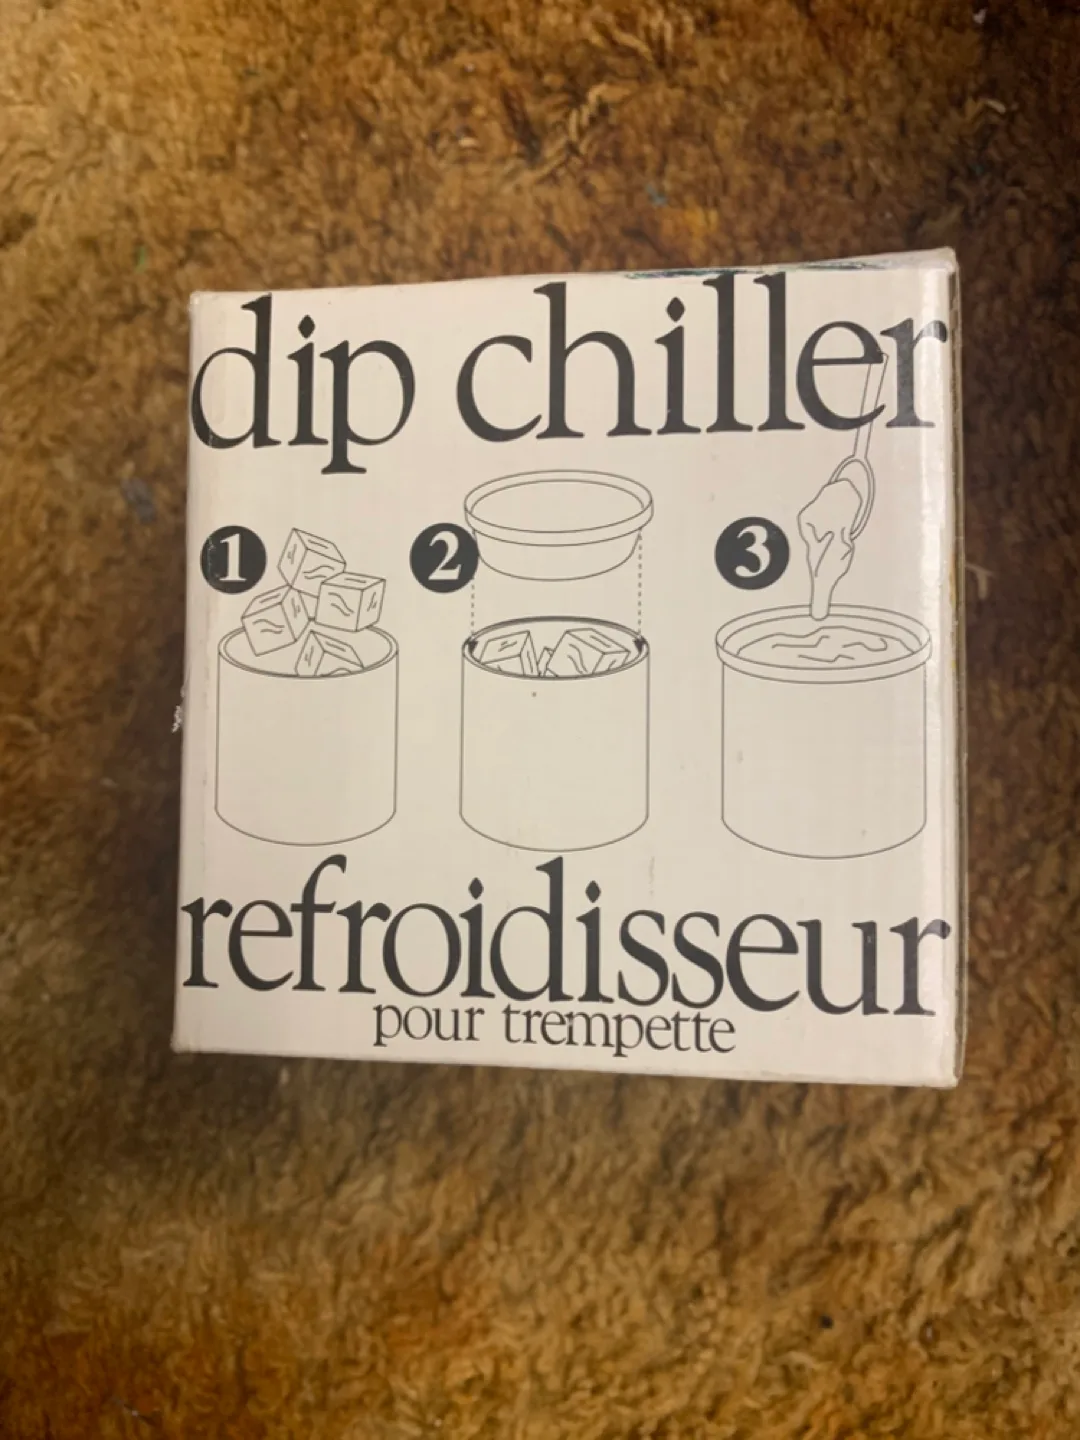 dip chiller
1 2 3
refroidisseur
pour trempette